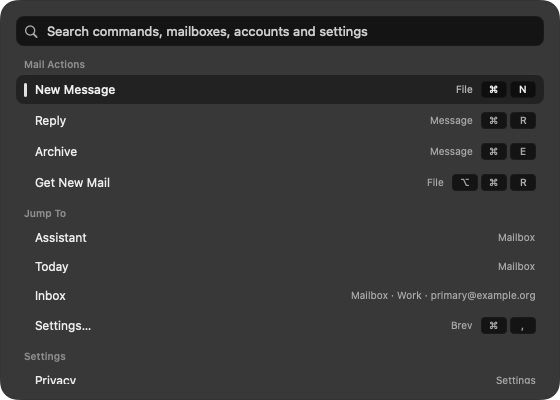 Search commands, mailboxes, accounts and settings
Mail Actions
New Message File ⌘ N
Reply Message ⌘ R
Archive Message ⌘ E
Get New Mail File ⌥ ⌘ R
Jump To
Assistant Mailbox
Today Mailbox
Inbox Mailbox · Work · primary@example.org
Settings... Brev ⌘ ,
Settings
Privacy Settings